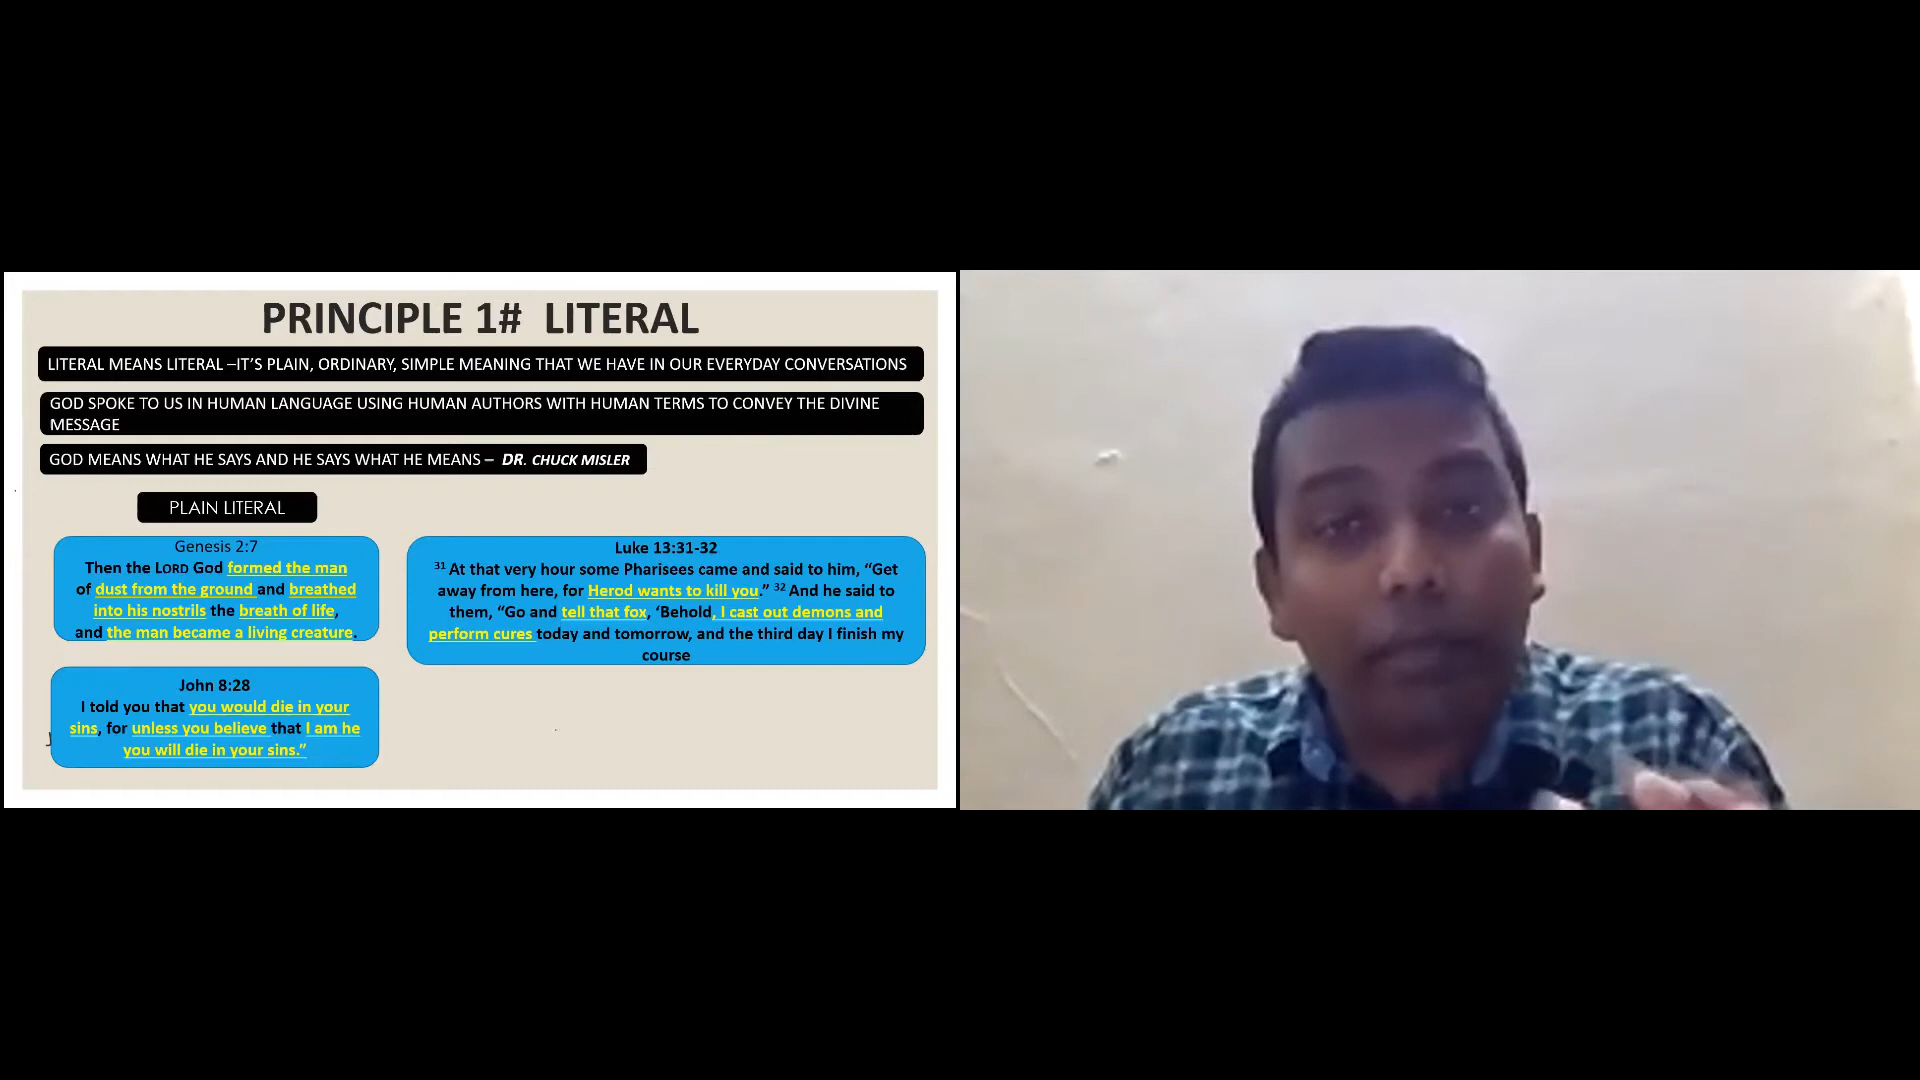 PRINCIPLE 1# LITERAL
LITERAL MEANS LITERAL –IT'S PLAIN, ORDINARY, SIMPLE MEANING THAT WE HAVE IN OUR EVERYDAY CONVERSATIONS
GOD SPOKE TO US IN HUMAN LANGUAGE USING HUMAN AUTHORS WITH HUMAN TERMS TO CONVEY THE DIVINE
MESSAGE
GOD MEANS WHAT HE SAYS AND HE SAYS WHAT HE MEANS – DR. CHUCK MISLER
PLAIN LITERAL
Genesis 2:7
Then the LORD God formed the man
of dust from the ground and breathed
into his nostrils the breath of life,
and the man became a living creature.
Luke 13:31-32
31 At that very hour some Pharisees came and said to him, “Get
away from here, for Herod wants to kill you.” 32 And he said to
them, “Go and tell that fox, ‘Behold, I cast out demons and
perform cures today and tomorrow, and the third day I finish my
course
John 8:28
I told you that you would die in your
sins, for unless you believe that I am he
you will die in your sins.”